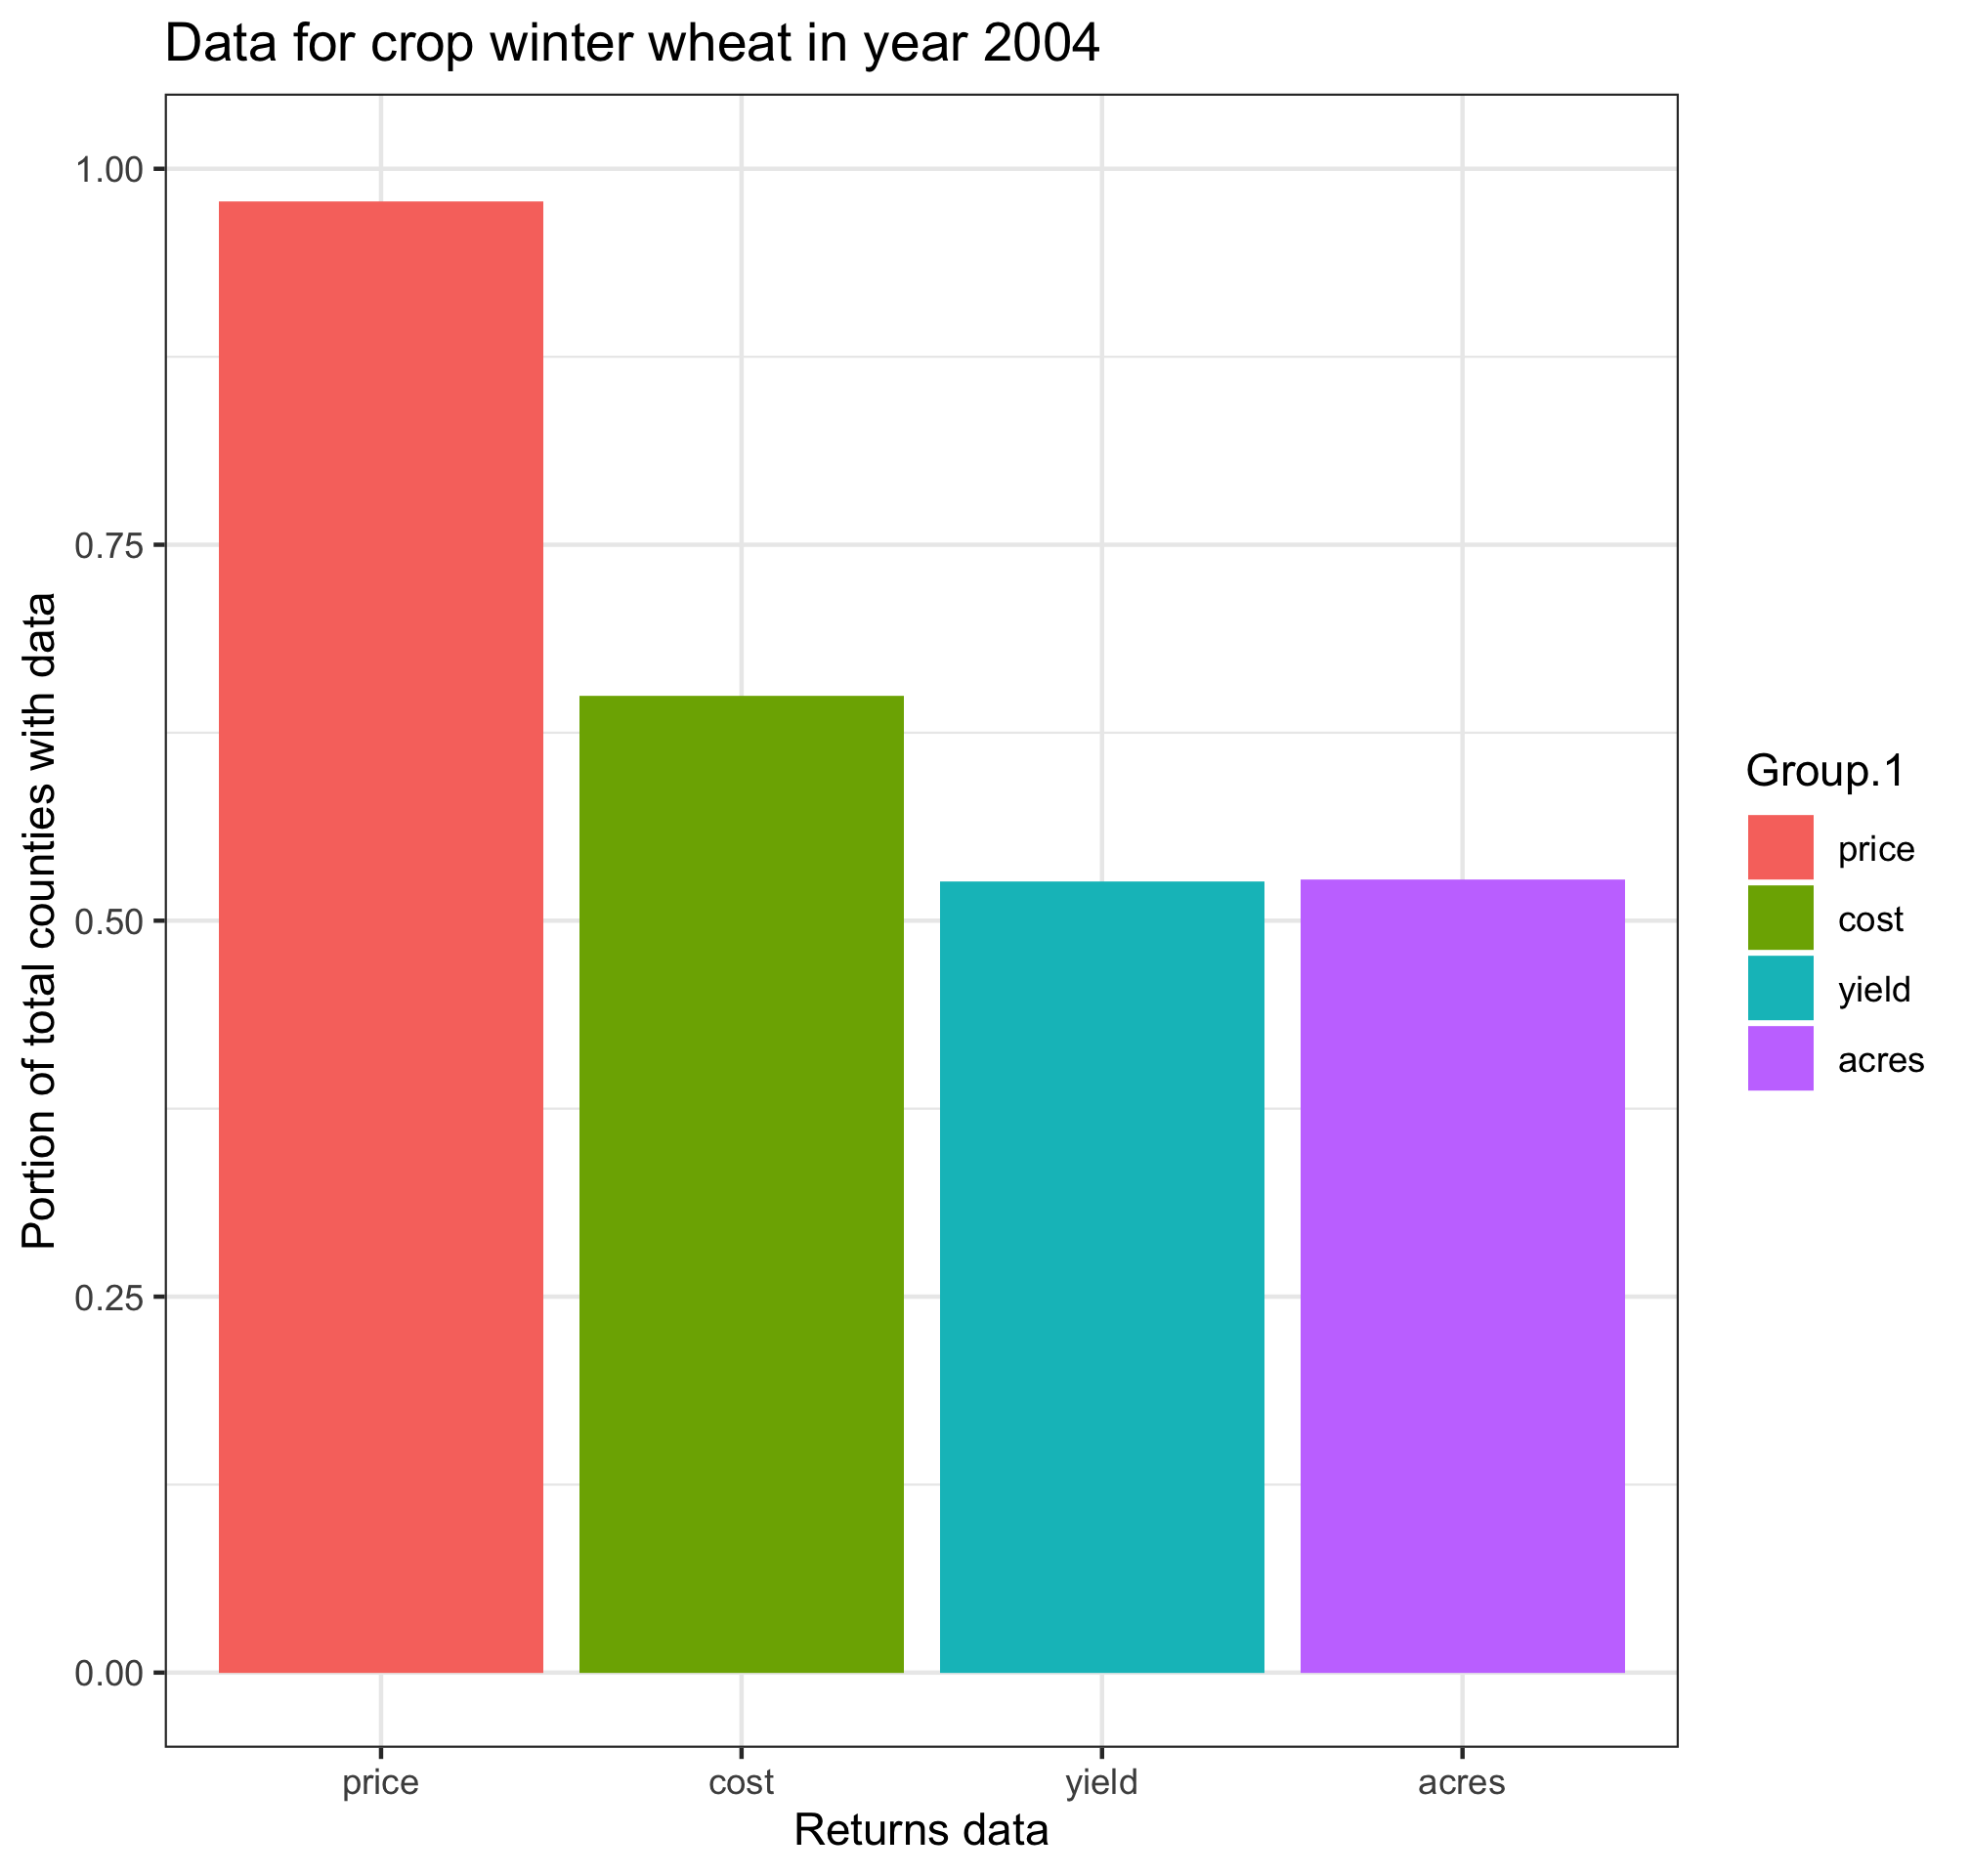 Data for crop winter wheat in year 2004
Portion of total counties with data
1.00
0.75
0.50
0.25
0.00
price
cost
yield
acres
Returns data
Group.1
price
cost
yield
acres